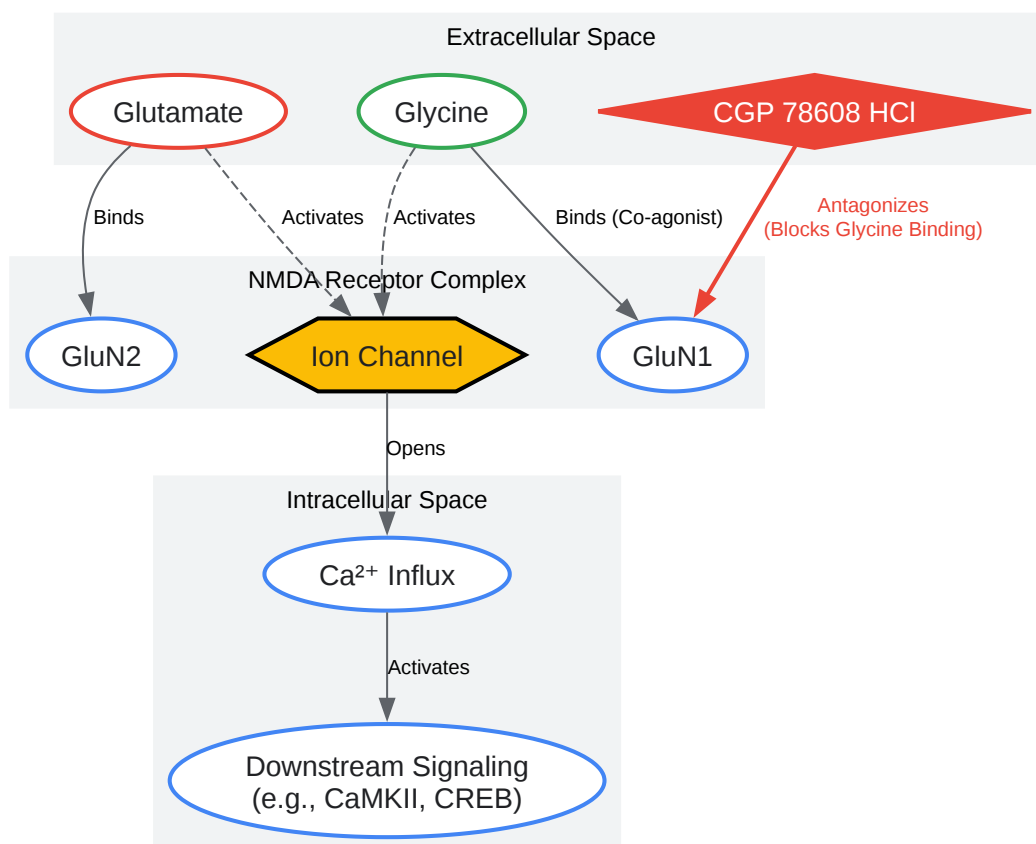 Extracellular Space
Glutamate
Glycine
CGP 78608 HCl
Binds
Activates
Activates
Binds (Co-agonist)
Antagonizes
(Blocks Glycine Binding)
NMDA Receptor Complex
GluN2
Ion Channel
GluN1
Opens
Intracellular Space
Ca²⁺ Influx
Activates
Downstream Signaling
(e.g., CaMKII, CREB)